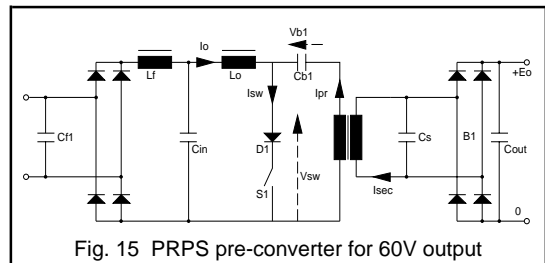 Vb1
Io
Lf
Lo
Cb1
+Eo
Isw
Ipr
Cf1
Cin
D1
Vsw
Cs
B1
Cout
S1
Isec
0
Fig. 15 PRPS pre-converter for 60V output